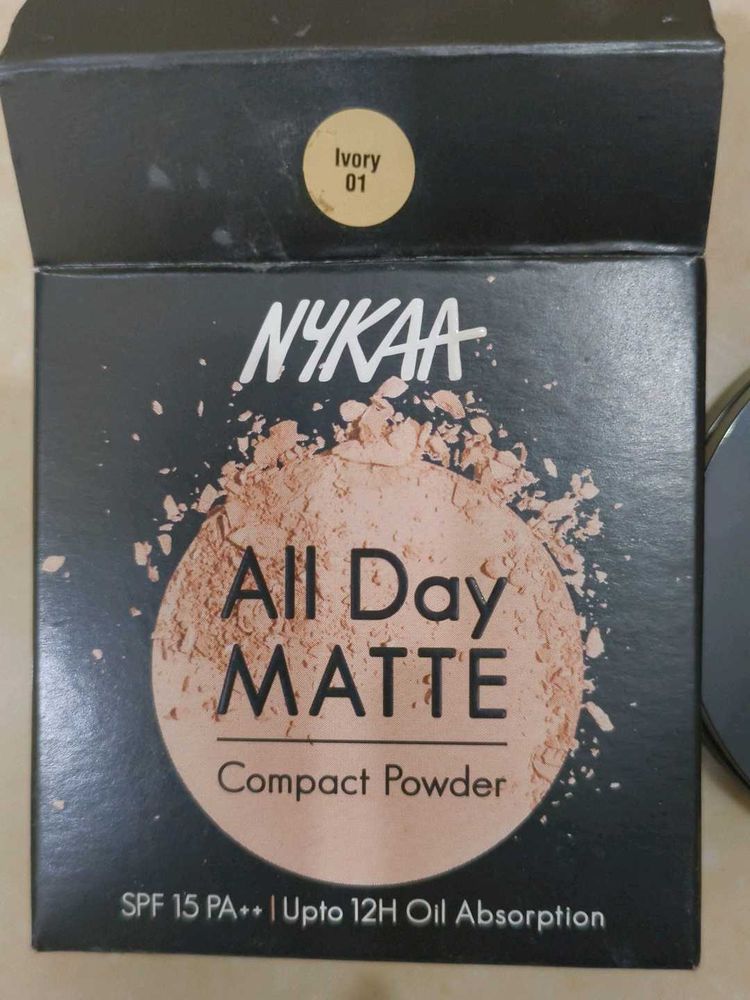 Ivory
01
NYKAA
All Day
MATTE
Compact Powder
SPF 15 PA++ | Upto 12H Oil Absorption